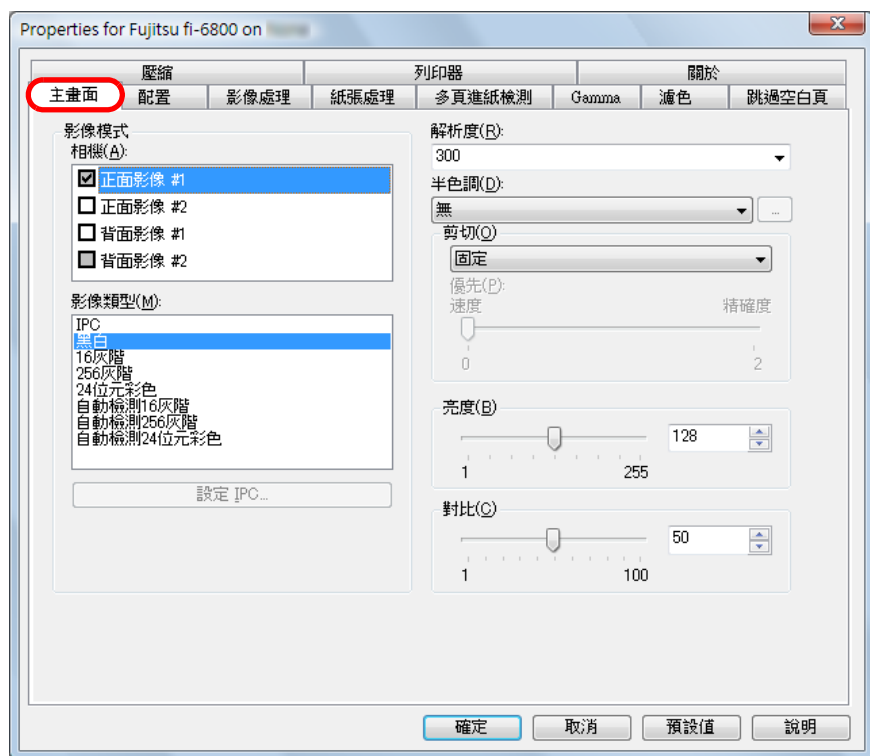 Properties for Fujitsu fi-6800 on
壓縮 列印器 關於
主畫面 配置 影像處理 紙張處理 多頁進紙檢測 Gamma 濾色 跳過空白頁
影像模式
相機(A):
正面影像 #1
正面影像 #2
背面影像 #1
背面影像 #2
影像類型(M):
IPC
黑白
16灰階
256灰階
24位元彩色
自動檢測16灰階
自動檢測256灰階
自動檢測24位元彩色
設定 IPC...
解析度(R):
300
半色調(D):
無
...
剪切(O)
固定
優先(P):
速度 精確度
0 2
亮度(B)
128
1 255
對比(C)
50
1 100
確定 取消 預設值 說明